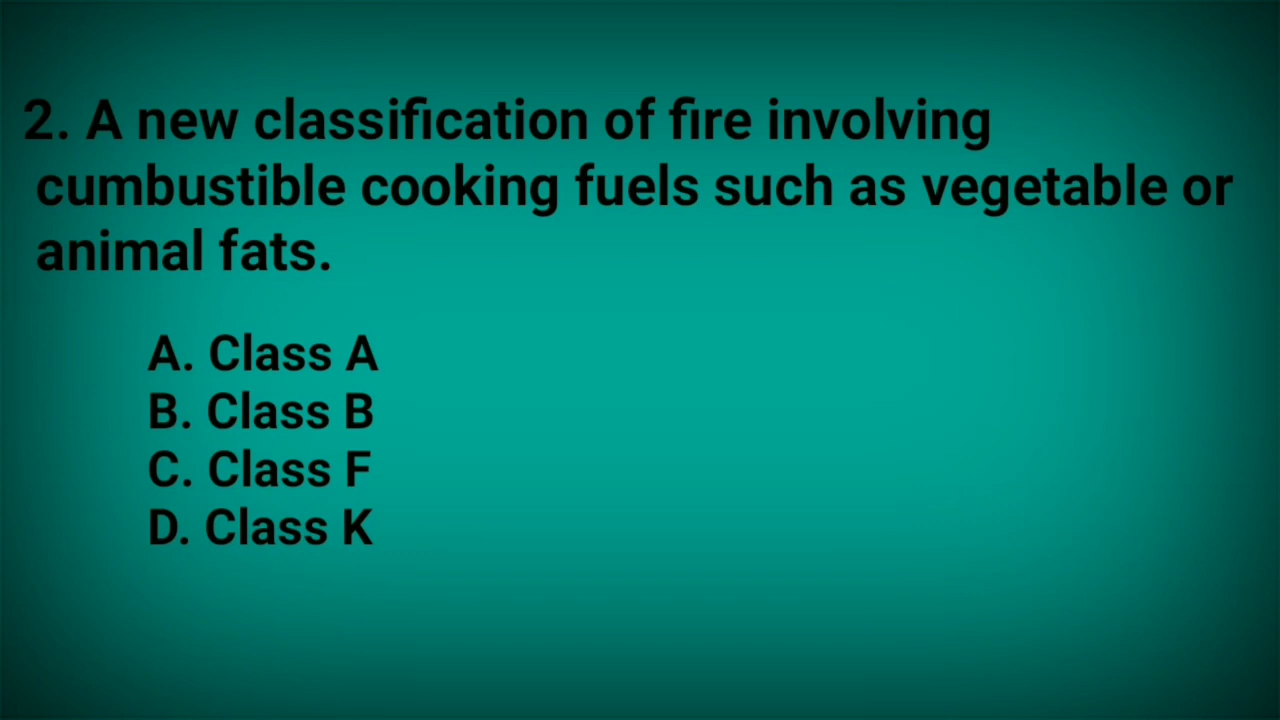 2. A new classification of fire involving
cumbustible cooking fuels such as vegetable or
animal fats.
A. Class A
B. Class B
C. Class F
D. Class K